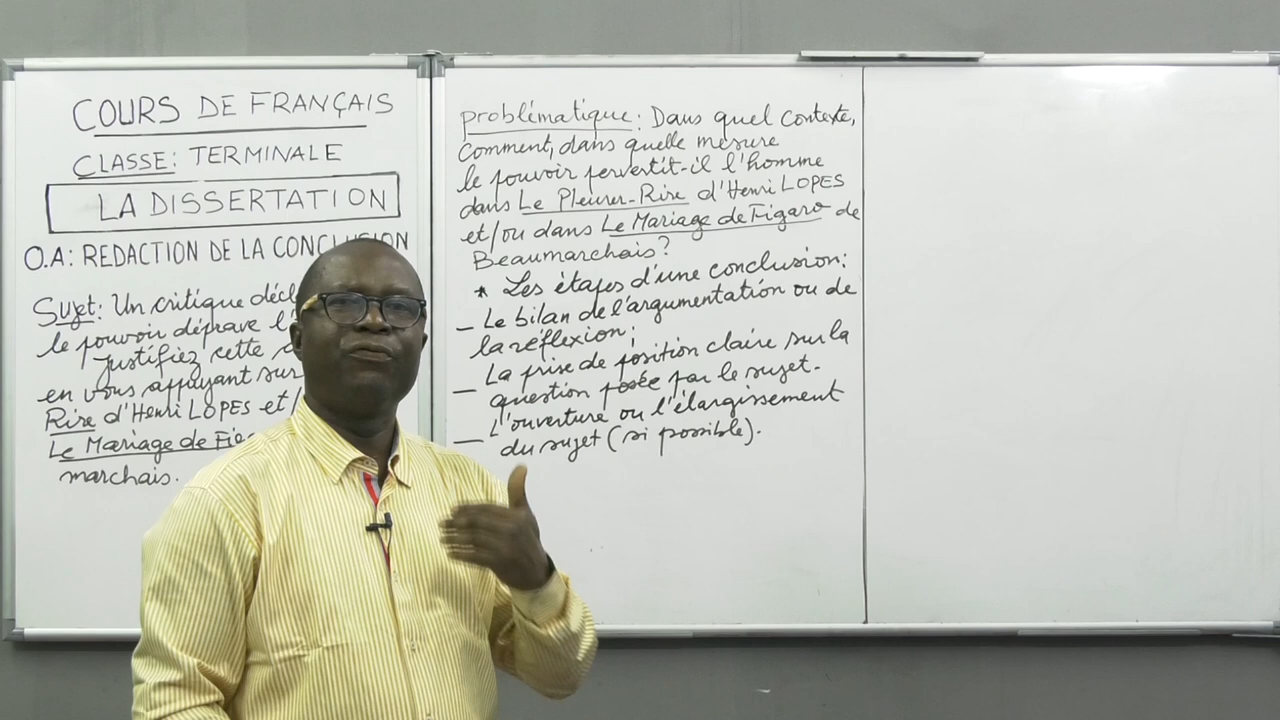 COURS DE FRANÇAIS
CLASSE: TERMINALE
LA DISSERTATION
O.A: REDACTION DE LA CONCLUSION
Sujet: Un critique
le pouvoir déprave
Justifiez cette
en vous appuyant sur
Rire d'Henri LOPES et/
Le Mariage de
marchais.
problématique: Dans quel contexte,
comment, dans quelle mesure
le pouvoir pervertit-il l'homme
dans Le Pleurer-Rire d'Henri LOPES
et/ou dans Le Mariage de Figaro de
Beaumarchais?
* Les étapes d'une conclusion:
_ Le bilan de l'argumentation ou de
la réflexion;
_ La prise de position claire sur la
question posée par le sujet.
_ L'ouverture ou l'élargissement
du sujet (si possible).